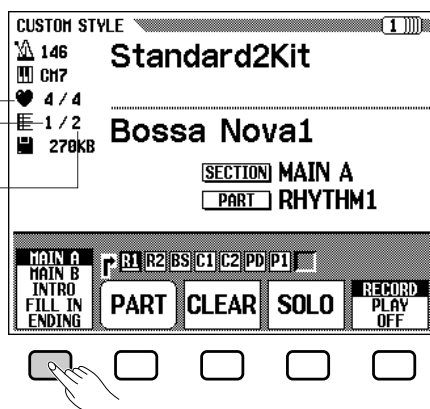 CUSTOM STYLE
1
146
Standard2Kit
CM7
4 / 4
1 / 2
270KB
Bossa Nova1
SECTION MAIN A
PART RHYTHM1
MAIN A
MAIN B
INTRO
FILL IN
ENDING
R1 R2 BS C1 C2 PD P1
PART
CLEAR
SOLO
RECORD
PLAY
OFF